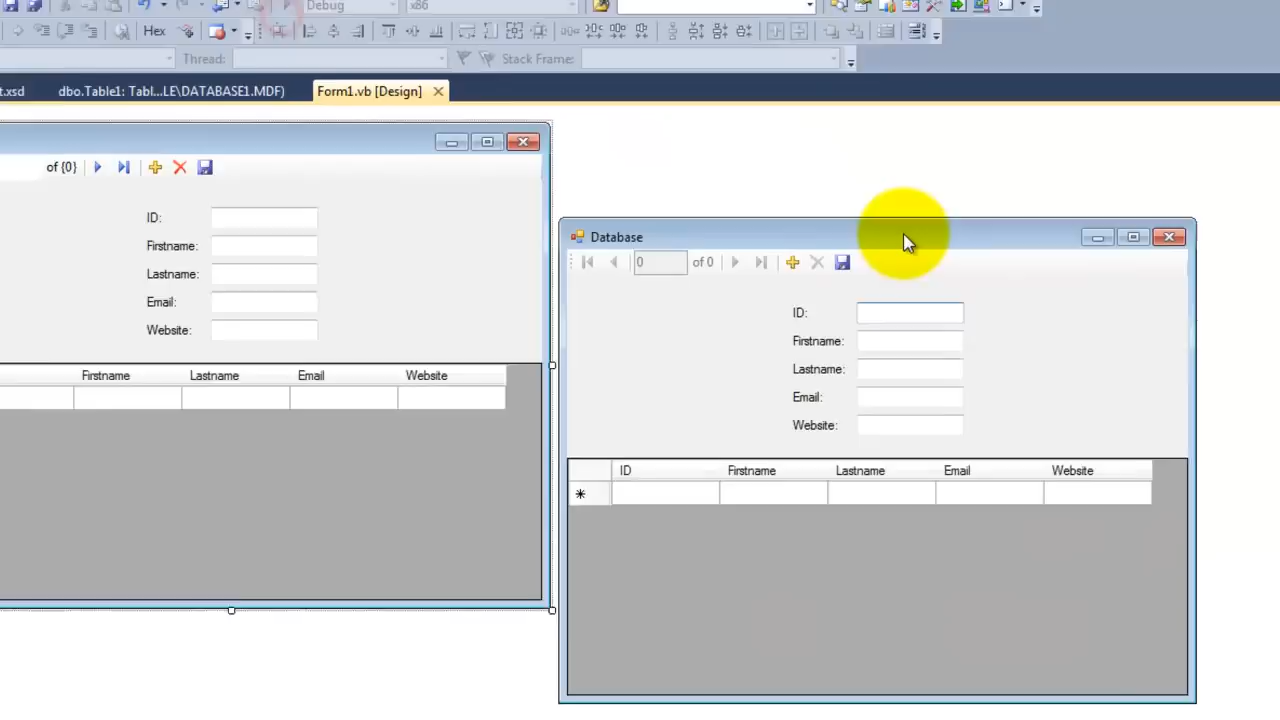 Debug x86
Hex
Thread: Stack Frame:
t.xsd dbo.Table1: Tabl...LE\DATABASE1.MDF) Form1.vb [Design]
of {0}
ID:
Firstname:
Lastname:
Email:
Website:
Firstname Lastname Email Website
Database
0 of 0
ID:
Firstname:
Lastname:
Email:
Website:
ID Firstname Lastname Email Website